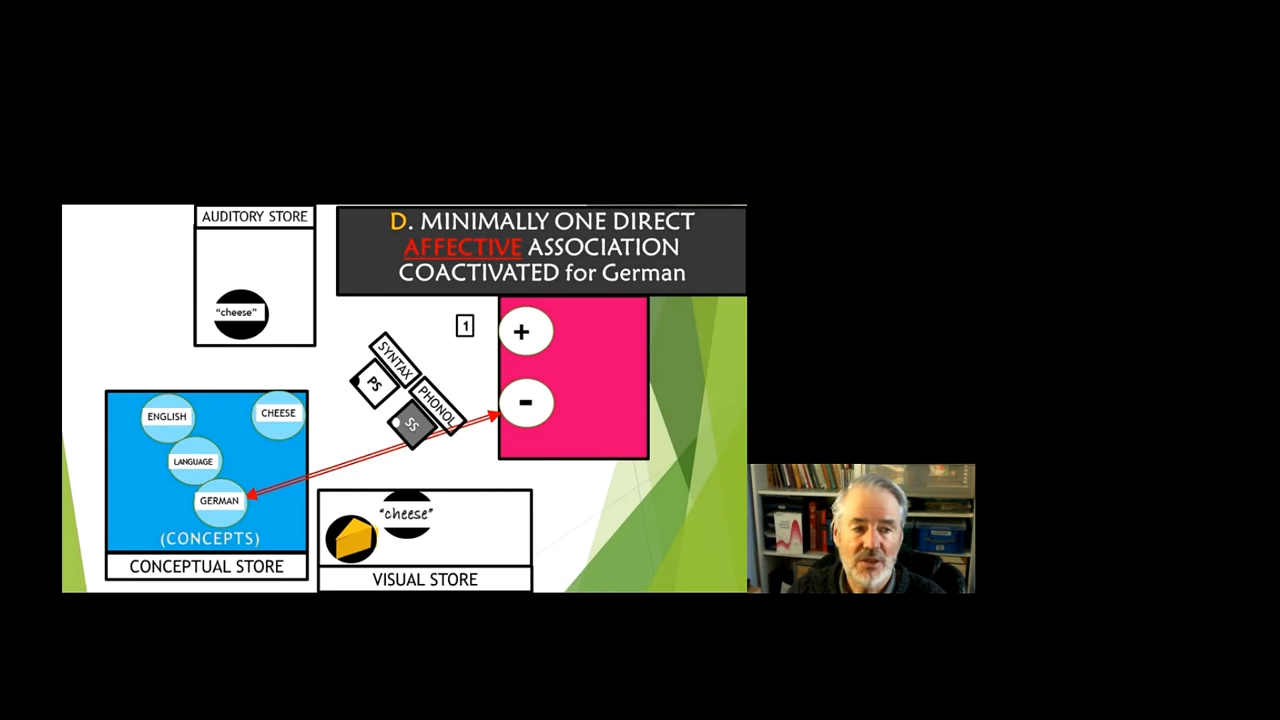 AUDITORY STORE
"cheese"
D. MINIMALLY ONE DIRECT
AFFECTIVE ASSOCIATION
COACTIVATED for German
1
+
-
SYNTAX
PS
PHONOL
SS
ENGLISH
CHEESE
LANGUAGE
GERMAN
(CONCEPTS)
CONCEPTUAL STORE
"cheese"
VISUAL STORE